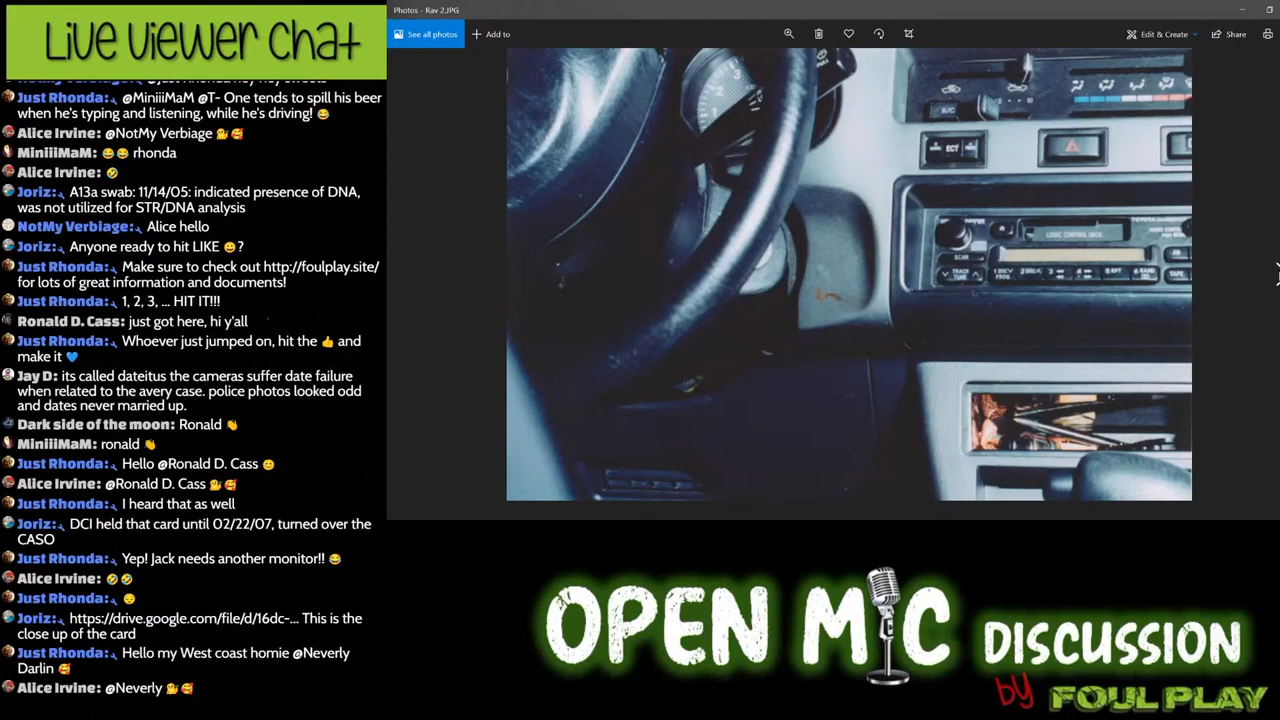 Live Viewer Chat
Just Rhonda: @MiniiiMaM @T- One tends to spill his beer
when he's typing and listening, while he's driving! 😂
Alice Irvine: @NotMy Verbiage 💁 🥰
MiniiiMaM: 😂 😂 rhonda
Alice Irvine: 🤣
Joriz: A13a swab: 11/14/05: indicated presence of DNA,
was not utilized for STR/DNA analysis
NotMy Verbiage: Alice hello
Joriz: Anyone ready to hit LIKE 😀?
Just Rhonda: Make sure to check out http://foulplay.site/
for lots of great information and documents!
Just Rhonda: 1, 2, 3, ... HIT IT!!!
Ronald D. Cass: just got here, hi y'all
Just Rhonda: Whoever just jumped on, hit the 👍 and
make it 💙
Jay D: its called dateitus the cameras suffer date failure
when related to the avery case. police photos looked odd
and dates never married up.
Dark side of the moon: Ronald 👏
MiniiiMaM: ronald 👏
Just Rhonda: Hello @Ronald D. Cass 😊
Alice Irvine: @Ronald D. Cass 💁 🥰
Just Rhonda: I heard that as well
Joriz: DCI held that card until 02/22/07, turned over the
CASO
Just Rhonda: Yep! Jack needs another monitor!! 😂
Alice Irvine: 🤣 🤣
Just Rhonda: 😔
Joriz: https://drive.google.com/file/d/16dc-... This is the
close up of the card
Just Rhonda: Hello my West coast homie @Neverly
Darlin 🥰
Alice Irvine: @Neverly 💁 🥰
Photos - Rav 2.JPG
See all photos
Add to
Edit & Create
Share
1
2
3
A/C
ECT
LOGIC CONTROL DECK
SCAN
TRACK
TUNE
TAPE
OPEN MIC
DISCUSSION
by FOUL PLAY